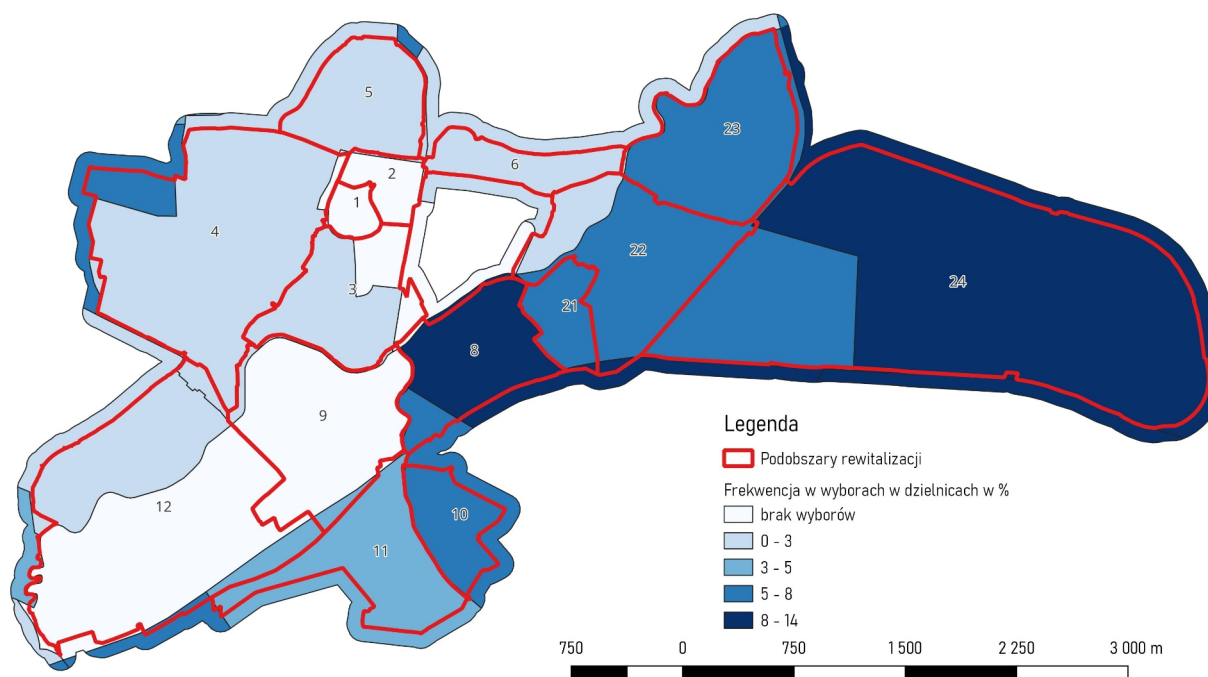 5
23
2
6
1
4
22
24
3
21
8
9
12
10
11
Legenda
Podobszary rewitalizacji
Frekwencja w wyborach w dzielnicach w %
brak wyborów
0 - 3
3 - 5
5 - 8
8 - 14
750 0 750 1 500 2 250 3 000 m